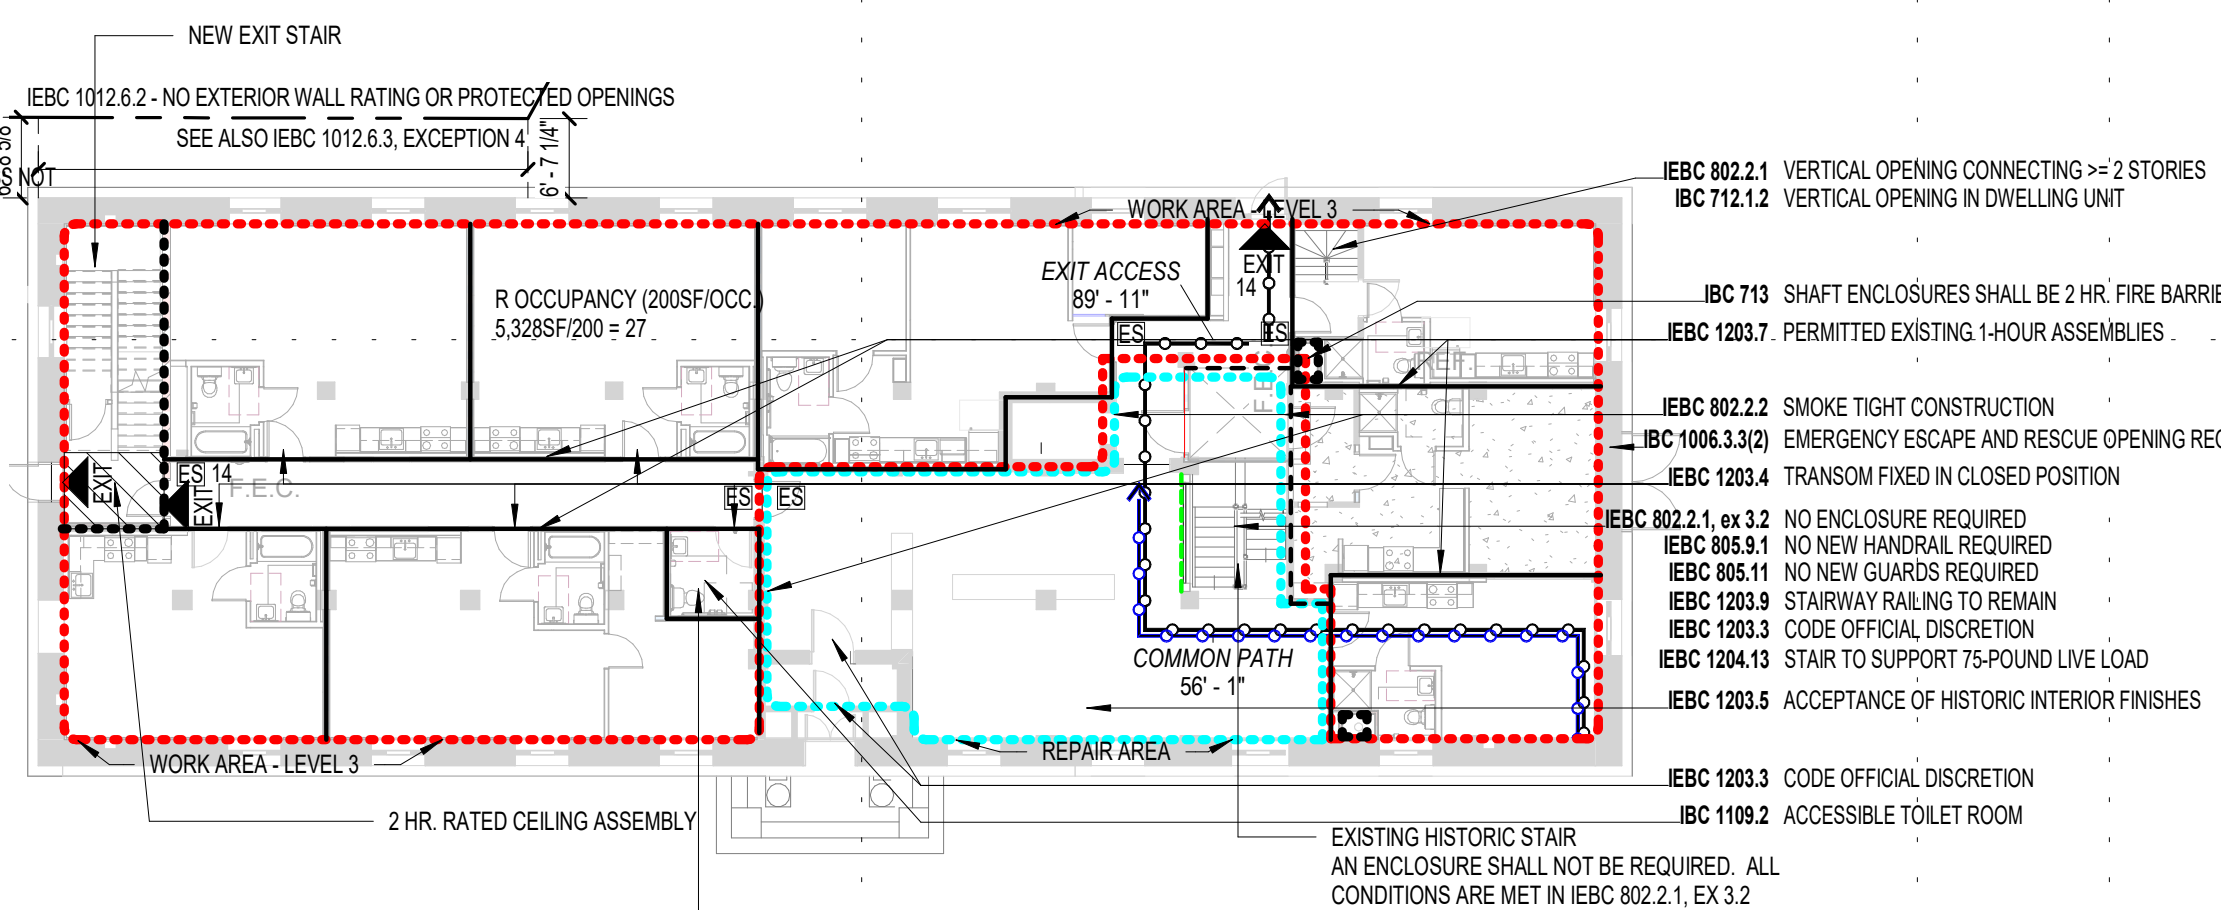 NEW EXIT STAIR
IEBC 1012.6.2 - NO EXTERIOR WALL RATING OR PROTECTED OPENINGS
SEE ALSO IEBC 1012.6.3, EXCEPTION 4
6' - 7 1/4"
S NOT
WORK AREA - LEVEL 3
IEBC 802.2.1 VERTICAL OPENING CONNECTING >= 2 STORIES
IBC 712.1.2 VERTICAL OPENING IN DWELLING UNIT
EXIT ACCESS
89' - 11"
EXIT
14
R OCCUPANCY (200SF/OCC.)
5,328SF/200 = 27
ES
ES
IBC 713 SHAFT ENCLOSURES SHALL BE 2 HR. FIRE BARRIE
IEBC 1203.7 PERMITTED EXISTING 1-HOUR ASSEMBLIES
REF.
IEBC 802.2.2 SMOKE TIGHT CONSTRUCTION
IBC 1006.3.3(2) EMERGENCY ESCAPE AND RESCUE OPENING REQ
IEBC 1203.4 TRANSOM FIXED IN CLOSED POSITION
EXIT
ES 14
F.E.C.
EXIT
ES
ES
IEBC 802.2.1, ex 3.2 NO ENCLOSURE REQUIRED
IEBC 805.9.1 NO NEW HANDRAIL REQUIRED
IEBC 805.11 NO NEW GUARDS REQUIRED
IEBC 1203.9 STAIRWAY RAILING TO REMAIN
IEBC 1203.3 CODE OFFICIAL DISCRETION
IEBC 1204.13 STAIR TO SUPPORT 75-POUND LIVE LOAD
IEBC 1203.5 ACCEPTANCE OF HISTORIC INTERIOR FINISHES
COMMON PATH
56' - 1"
REPAIR AREA
WORK AREA - LEVEL 3
IEBC 1203.3 CODE OFFICIAL DISCRETION
IBC 1109.2 ACCESSIBLE TOILET ROOM
2 HR. RATED CEILING ASSEMBLY
EXISTING HISTORIC STAIR
AN ENCLOSURE SHALL NOT BE REQUIRED. ALL
CONDITIONS ARE MET IN IEBC 802.2.1, EX 3.2